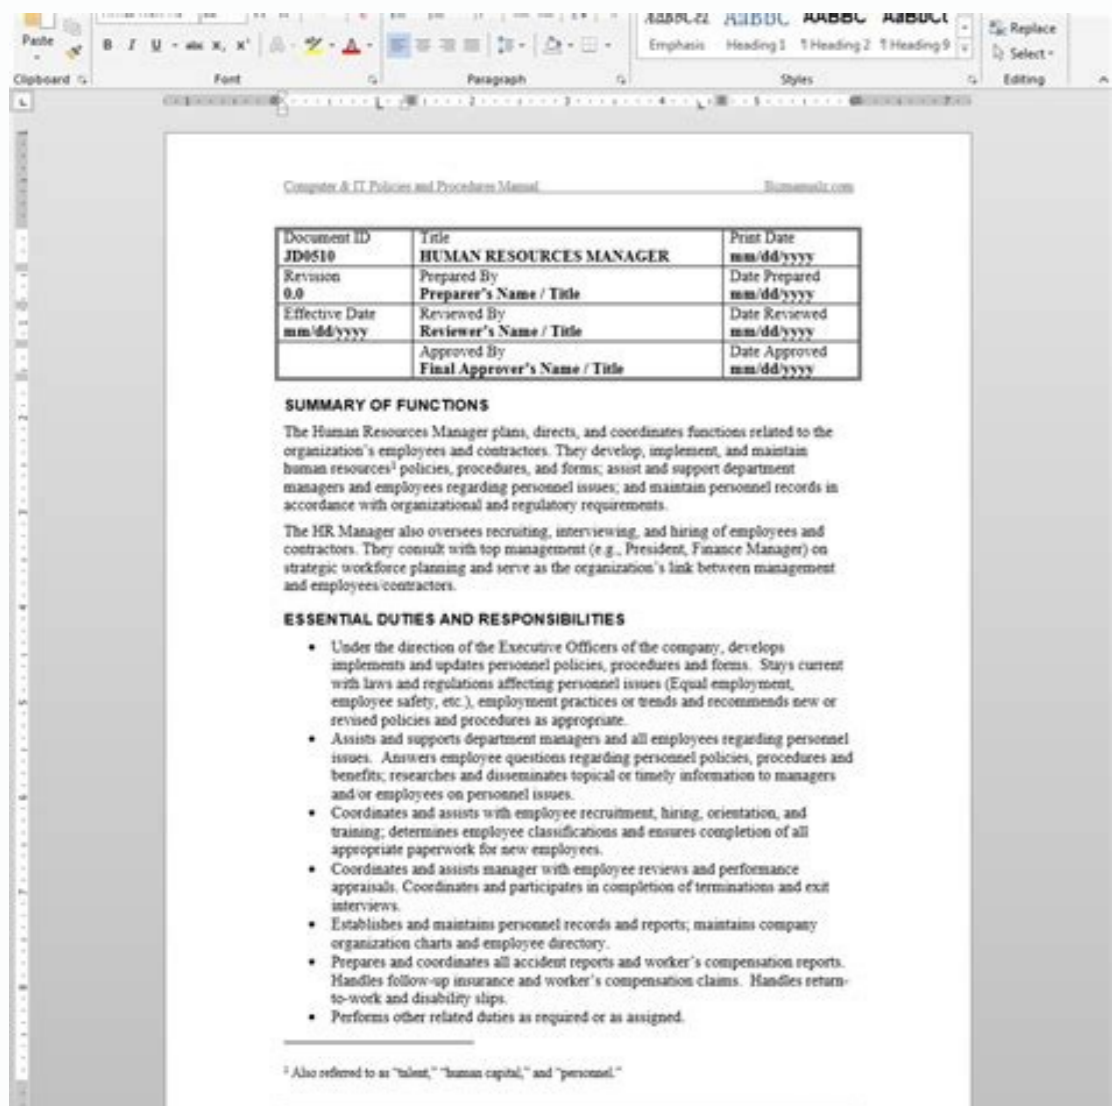 AaBbCcL AaBbC AABBC AaBbCc
Replace
Paste
B I U abc x, x'
Emphasis Heading 1 ¶ Heading 2 ¶ Heading 9
Select
Clipboard Font Paragraph Styles Editing
Computer & IT Policies and Procedures Manual Bizmanualz.com
Document ID Title Print Date
JD0510 HUMAN RESOURCES MANAGER mm/dd/yyyy
Revision Prepared By Date Prepared
0.0 Preparer's Name / Title mm/dd/yyyy
Effective Date Reviewed By Date Reviewed
mm/dd/yyyy Reviewer's Name / Title mm/dd/yyyy
Approved By Date Approved
Final Approver's Name / Title mm/dd/yyyy
SUMMARY OF FUNCTIONS
The Human Resources Manager plans, directs, and coordinates functions related to the
organization's employees and contractors. They develop, implement, and maintain
human resources¹ policies, procedures, and forms; assist and support department
managers and employees regarding personnel issues; and maintain personnel records in
accordance with organizational and regulatory requirements.
The HR Manager also oversees recruiting, interviewing, and hiring of employees and
contractors. They consult with top management (e.g., President, Finance Manager) on
strategic workforce planning and serve as the organization's link between management
and employees/contractors.
ESSENTIAL DUTIES AND RESPONSIBILITIES
• Under the direction of the Executive Officers of the company, develops
implements and updates personnel policies, procedures and forms. Stays current
with laws and regulations affecting personnel issues (Equal employment,
employee safety, etc.), employment practices or trends and recommends new or
revised policies and procedures as appropriate.
• Assists and supports department managers and all employees regarding personnel
issues. Answers employee questions regarding personnel policies, procedures and
benefits; researches and disseminates topical or timely information to managers
and/or employees on personnel issues.
• Coordinates and assists with employee recruitment, hiring, orientation, and
training; determines employee classifications and ensures completion of all
appropriate paperwork for new employees.
• Coordinates and assists manager with employee reviews and performance
appraisals. Coordinates and participates in completion of terminations and exit
interviews.
• Establishes and maintains personnel records and reports; maintains company
organization charts and employee directory.
• Prepares and coordinates all accident reports and worker's compensation reports.
Handles follow-up insurance and worker's compensation claims. Handles return-
to-work and disability slips.
• Performs other related duties as required or as assigned.
¹ Also referred to as "talent," "human capital," and "personnel."